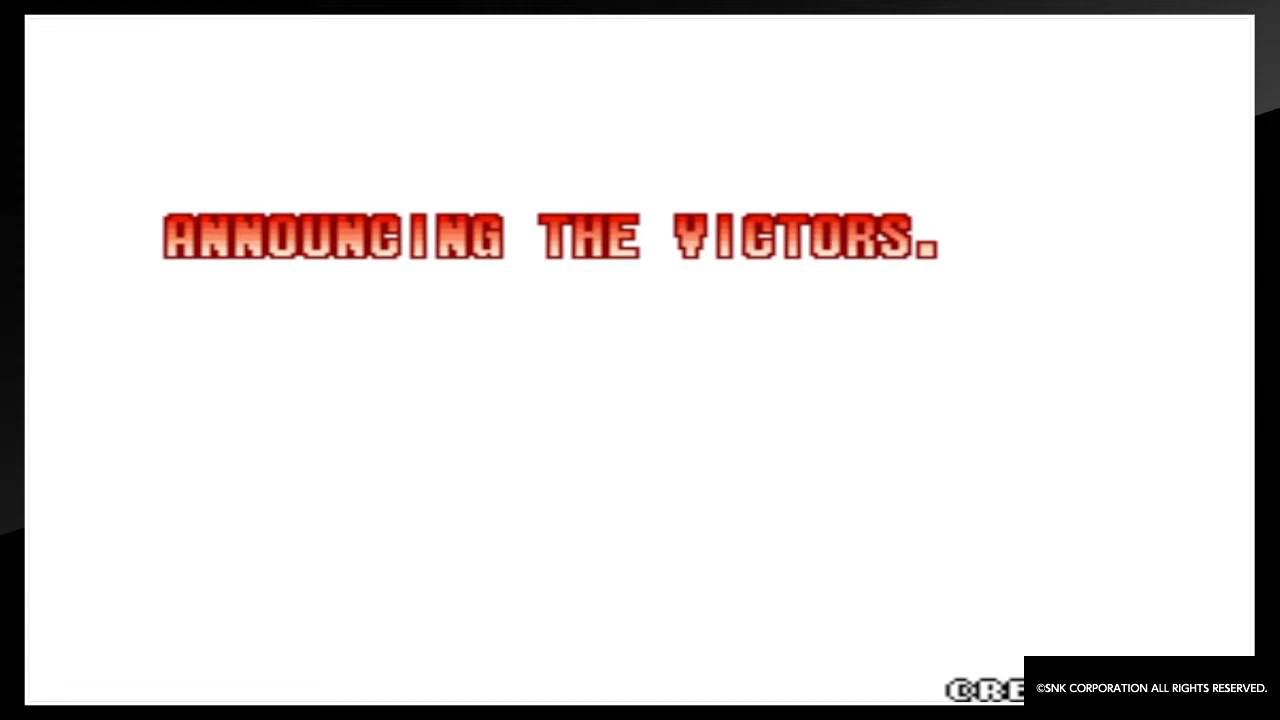 ANNOUNCING THE VICTORS.
©SNK CORPORATION ALL RIGHTS RESERVED.